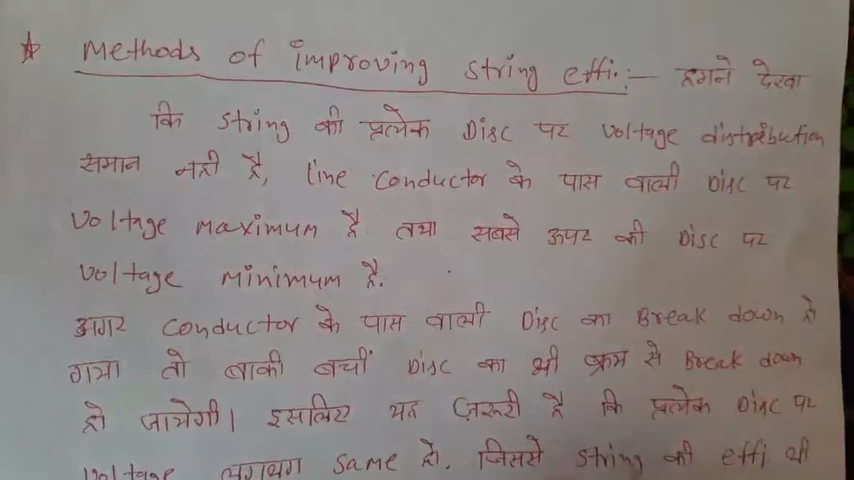 ☆ Methods of improving string effi. :— हमने देखा
कि string की प्रत्येक Disc पर voltage distribution
समान नहीं है, line conductor के पास वाली Disc पर
voltage maximum है तथा सबसे ऊपर की Disc पर
voltage minimum है.
अगर conductor के पास वाली Disc का Break down हो
गया तो बाकी बचीं Disc का भी क्रम से Break down
हो जायेगी। इसलिए यह ज़रूरी है कि प्रत्येक Disc पर
voltage लगभग same हो. जिससे string की effi भी